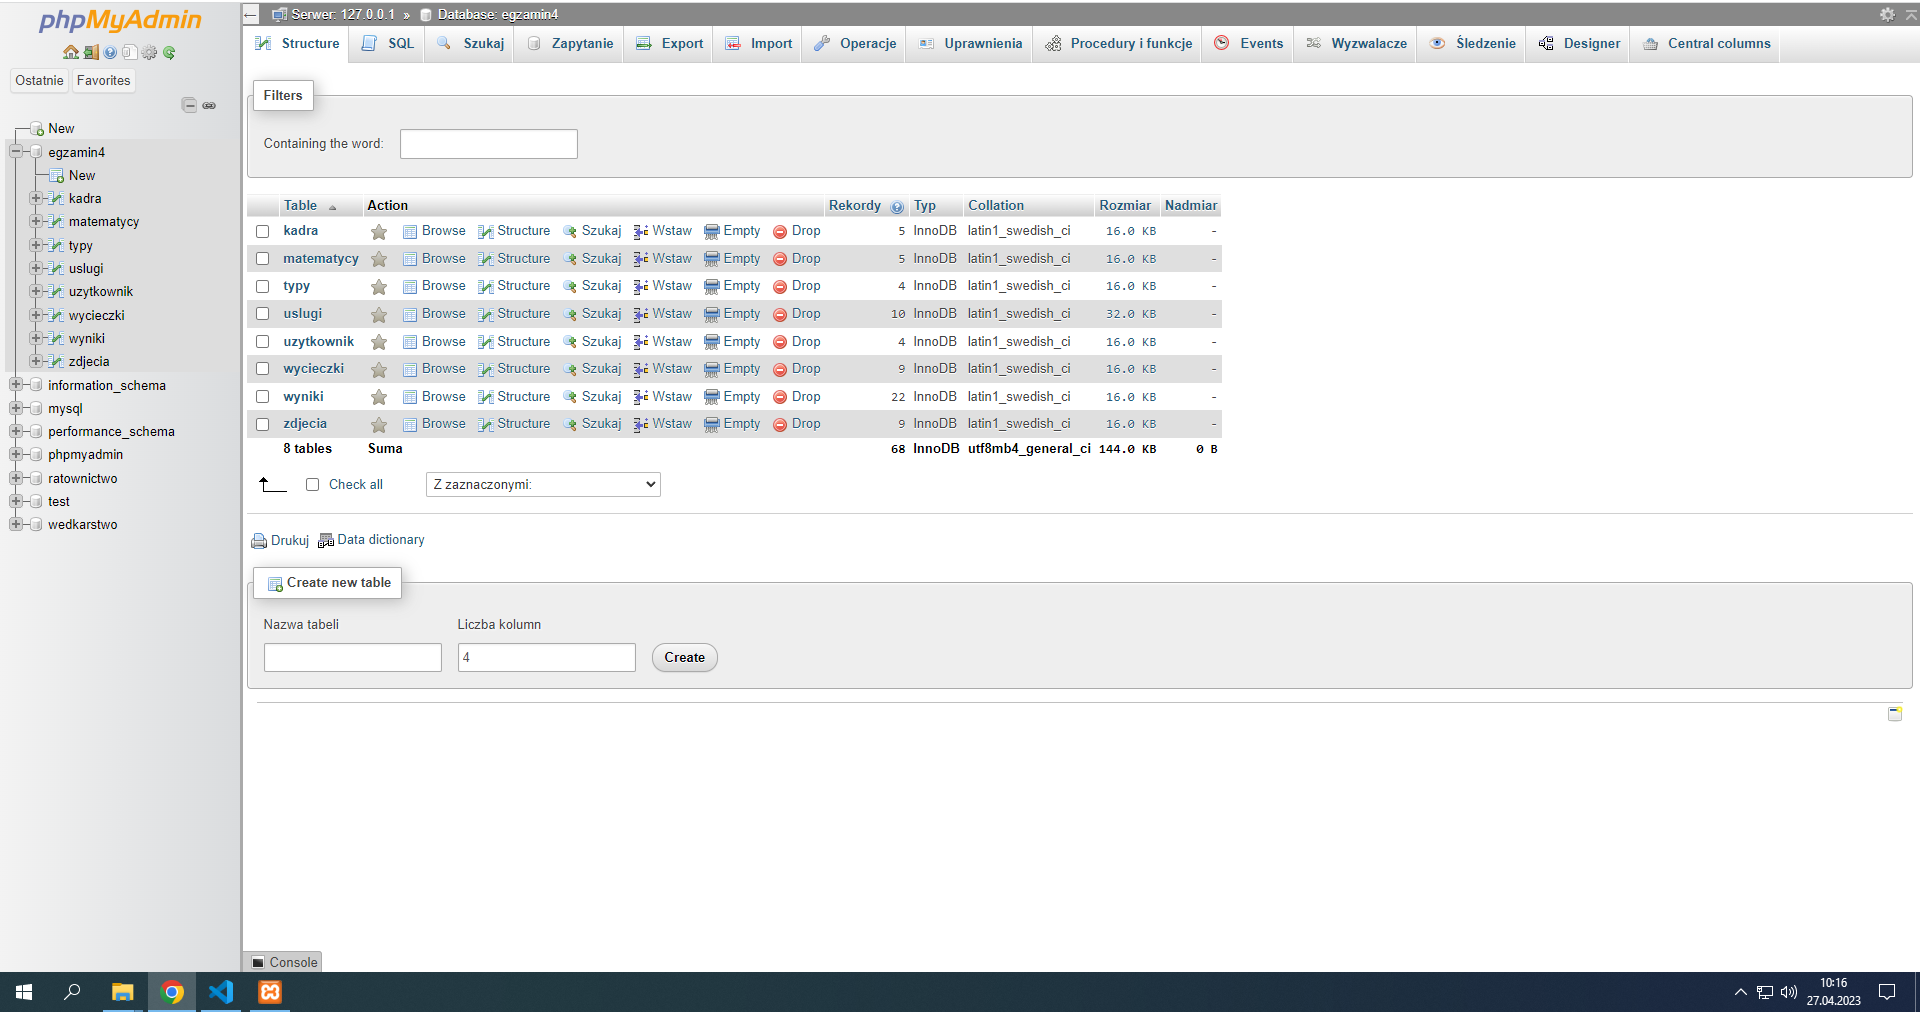 phpMyAdmin
Ostatnie Favorites
New
egzamin4
New
kadra
matematycy
typy
uslugi
uzytkownik
wycieczki
wyniki
zdjecia
information_schema
mysql
performance_schema
phpmyadmin
ratownictwo
test
wedkarstwo
Serwer: 127.0.0.1 » Database: egzamin4
Structure SQL Szukaj Zapytanie Export Import Operacje Uprawnienia Procedury i funkcje Events Wyzwalacze Śledzenie Designer Central columns
Filters
Containing the word:
Table Action Rekordy Typ Collation Rozmiar Nadmiar
kadra Browse Structure Szukaj Wstaw Empty Drop 5 InnoDB latin1_swedish_ci 16.0 KB -
matematycy Browse Structure Szukaj Wstaw Empty Drop 5 InnoDB latin1_swedish_ci 16.0 KB -
typy Browse Structure Szukaj Wstaw Empty Drop 4 InnoDB latin1_swedish_ci 16.0 KB -
uslugi Browse Structure Szukaj Wstaw Empty Drop 10 InnoDB latin1_swedish_ci 32.0 KB -
uzytkownik Browse Structure Szukaj Wstaw Empty Drop 4 InnoDB latin1_swedish_ci 16.0 KB -
wycieczki Browse Structure Szukaj Wstaw Empty Drop 9 InnoDB latin1_swedish_ci 16.0 KB -
wyniki Browse Structure Szukaj Wstaw Empty Drop 22 InnoDB latin1_swedish_ci 16.0 KB -
zdjecia Browse Structure Szukaj Wstaw Empty Drop 9 InnoDB latin1_swedish_ci 16.0 KB -
8 tables Suma 68 InnoDB utf8mb4_general_ci 144.0 KB 0 B
Check all Z zaznaczonymi:
Drukuj Data dictionary
Create new table
Nazwa tabeli Liczba kolumn
4 Create
Console
10:16
27.04.2023